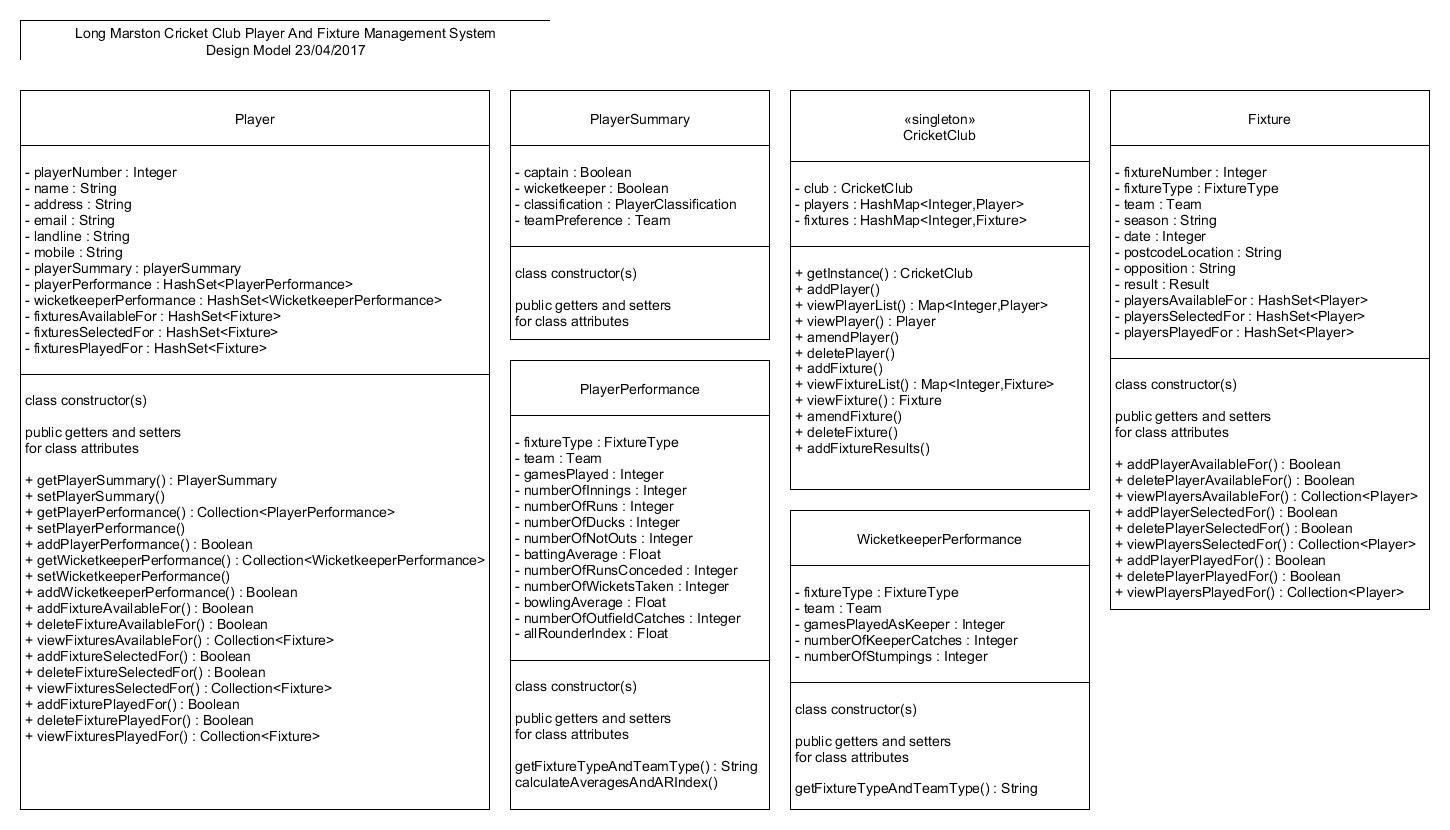 Long Marston Cricket Club Player And Fixture Management System
Design Model 23/04/2017
Player
- playerNumber : Integer
- name : String
- address : String
- email : String
- landline : String
- mobile : String
- playerSummary : playerSummary
- playerPerformance : HashSet<PlayerPerformance>
- wicketkeeperPerformance : HashSet<WicketkeeperPerformance>
- fixturesAvailableFor : HashSet<Fixture>
- fixturesSelectedFor : HashSet<Fixture>
- fixturesPlayedFor : HashSet<Fixture>
class constructor(s)
public getters and setters
for class attributes
+ getPlayerSummary() : PlayerSummary
+ setPlayerSummary()
+ getPlayerPerformance() : Collection<PlayerPerformance>
+ setPlayerPerformance()
+ addPlayerPerformance() : Boolean
+ getWicketkeeperPerformance() : Collection<WicketkeeperPerformance>
+ setWicketkeeperPerformance()
+ addWicketkeeperPerformance() : Boolean
+ addFixtureAvailableFor() : Boolean
+ deleteFixtureAvailableFor() : Boolean
+ viewFixturesAvailableFor() : Collection<Fixture>
+ addFixtureSelectedFor() : Boolean
+ deleteFixtureSelectedFor() : Boolean
+ viewFixturesSelectedFor() : Collection<Fixture>
+ addFixturePlayedFor() : Boolean
+ deleteFixturePlayedFor() : Boolean
+ viewFixturesPlayedFor() : Collection<Fixture>
PlayerSummary
- captain : Boolean
- wicketkeeper : Boolean
- classification : PlayerClassification
- teamPreference : Team
class constructor(s)
public getters and setters
for class attributes
PlayerPerformance
- fixtureType : FixtureType
- team : Team
- gamesPlayed : Integer
- numberOfInnings : Integer
- numberOfRuns : Integer
- numberOfDucks : Integer
- numberOfNotOuts : Integer
- battingAverage : Float
- numberOfRunsConceded : Integer
- numberOfWicketsTaken : Integer
- bowlingAverage : Float
- numberOfOutfieldCatches : Integer
- allRounderIndex : Float
class constructor(s)
public getters and setters
for class attributes
getFixtureTypeAndTeamType() : String
calculateAveragesAndARIndex()
«singleton»
CricketClub
- club : CricketClub
- players : HashMap<Integer,Player>
- fixtures : HashMap<Integer,Fixture>
+ getInstance() : CricketClub
+ addPlayer()
+ viewPlayerList() : Map<Integer,Player>
+ viewPlayer() : Player
+ amendPlayer()
+ deletePlayer()
+ addFixture()
+ viewFixtureList() : Map<Integer,Fixture>
+ viewFixture() : Fixture
+ amendFixture()
+ deleteFixture()
+ addFixtureResults()
WicketkeeperPerformance
- fixtureType : FixtureType
- team : Team
- gamesPlayedAsKeeper : Integer
- numberOfKeeperCatches : Integer
- numberOfStumpings : Integer
class constructor(s)
public getters and setters
for class attributes
getFixtureTypeAndTeamType() : String
Fixture
- fixtureNumber : Integer
- fixtureType : FixtureType
- team : Team
- season : String
- date : Integer
- postcodeLocation : String
- opposition : String
- result : Result
- playersAvailableFor : HashSet<Player>
- playersSelectedFor : HashSet<Player>
- playersPlayedFor : HashSet<Player>
class constructor(s)
public getters and setters
for class attributes
+ addPlayerAvailableFor() : Boolean
+ deletePlayerAvailableFor() : Boolean
+ viewPlayersAvailableFor() : Collection<Player>
+ addPlayerSelectedFor() : Boolean
+ deletePlayerSelectedFor() : Boolean
+ viewPlayersSelectedFor() : Collection<Player>
+ addPlayerPlayedFor() : Boolean
+ deletePlayerPlayedFor() : Boolean
+ viewPlayersPlayedFor() : Collection<Player>